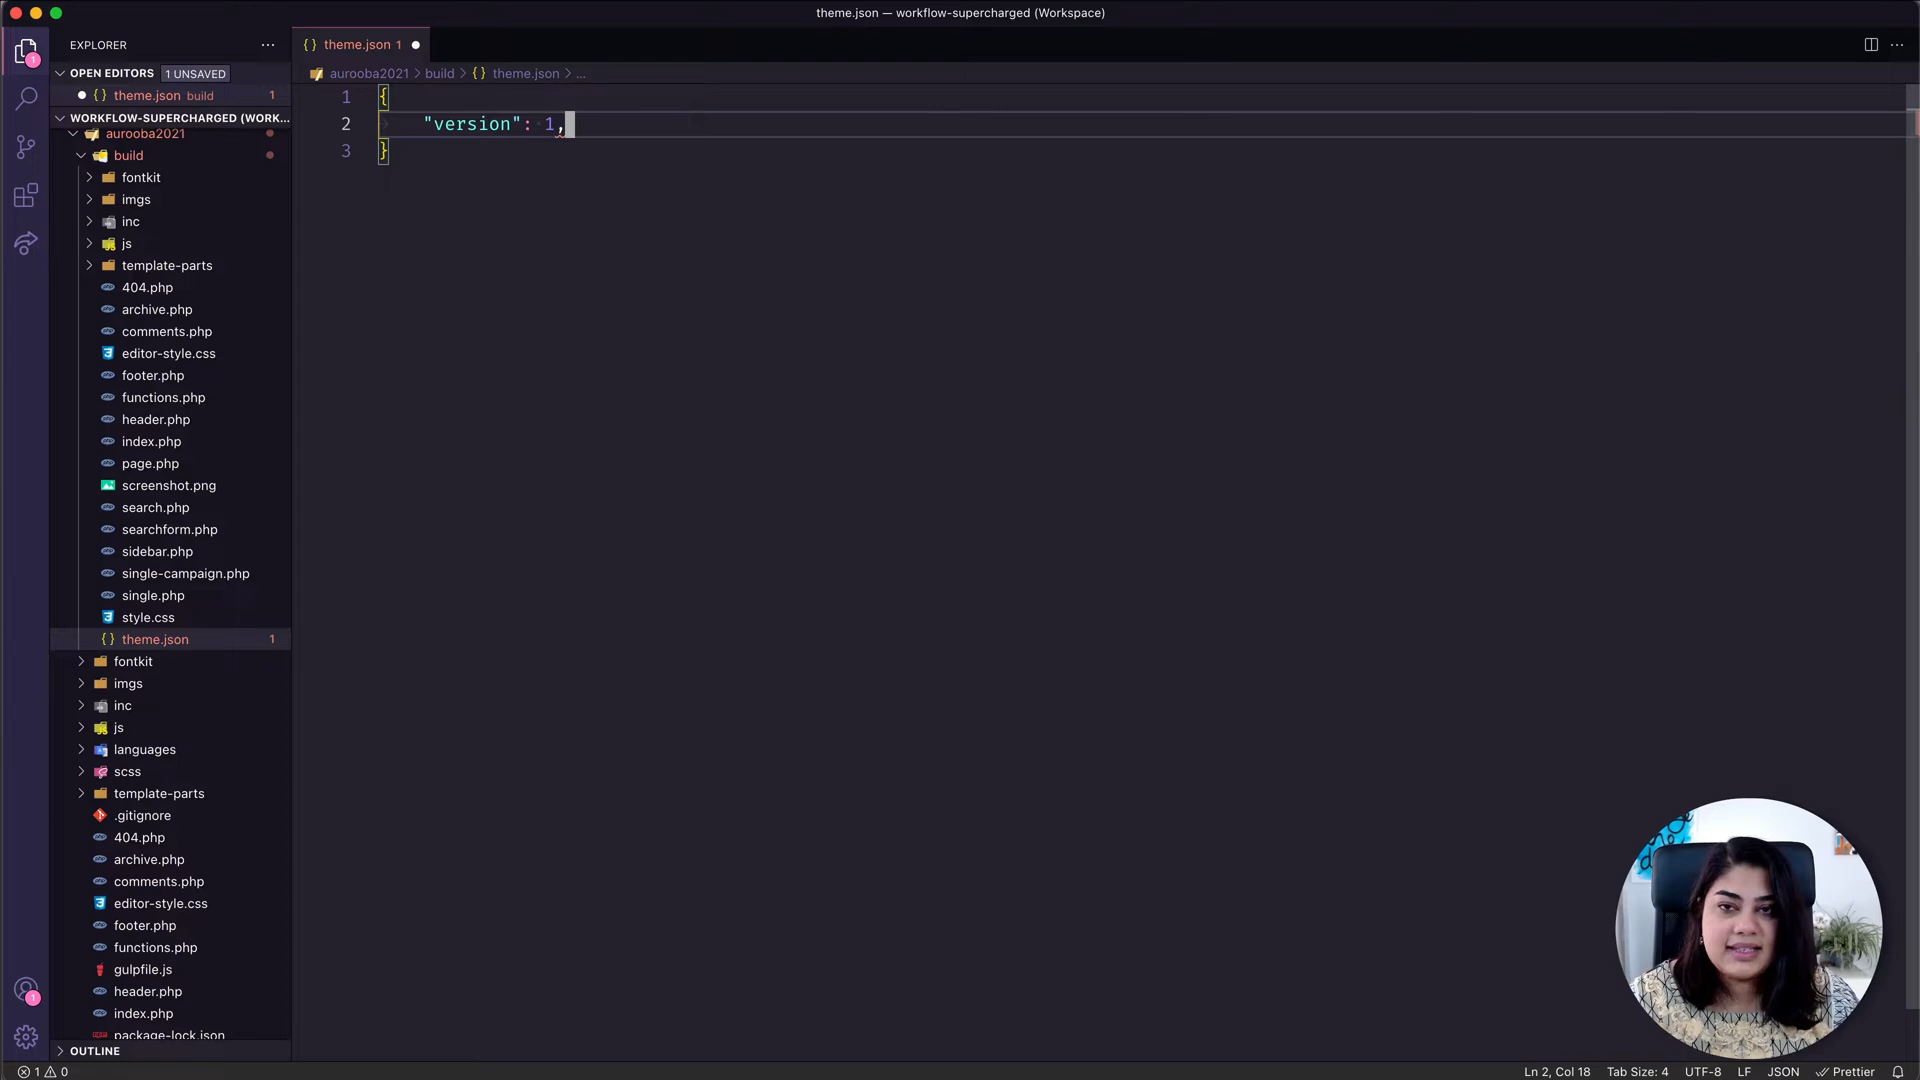 theme.json — workflow-supercharged (Workspace)
EXPLORER
theme.json 1
OPEN EDITORS 1 UNSAVED
aurooba2021 > build > {} theme.json > ...
{} theme.json build 1
WORKFLOW-SUPERCHARGED (WORK...
1 {
aurooba2021
2 "version": 1,
build
3 }
fontkit
imgs
inc
js
template-parts
404.php
archive.php
comments.php
editor-style.css
footer.php
functions.php
header.php
index.php
page.php
screenshot.png
search.php
searchform.php
sidebar.php
single-campaign.php
single.php
style.css
{} theme.json 1
fontkit
imgs
inc
js
languages
scss
template-parts
.gitignore
404.php
archive.php
comments.php
editor-style.css
footer.php
functions.php
gulpfile.js
header.php
index.php
package-lock.json
OUTLINE
1 0
Ln 2, Col 18 Tab Size: 4 UTF-8 LF JSON Prettier